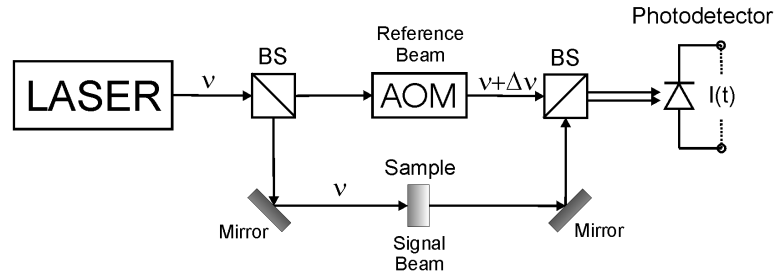 Photodetector
Reference
Beam
BS
BS
LASER
ν
AOM
ν+Δν
I(t)
Sample
ν
Mirror
Signal
Beam
Mirror